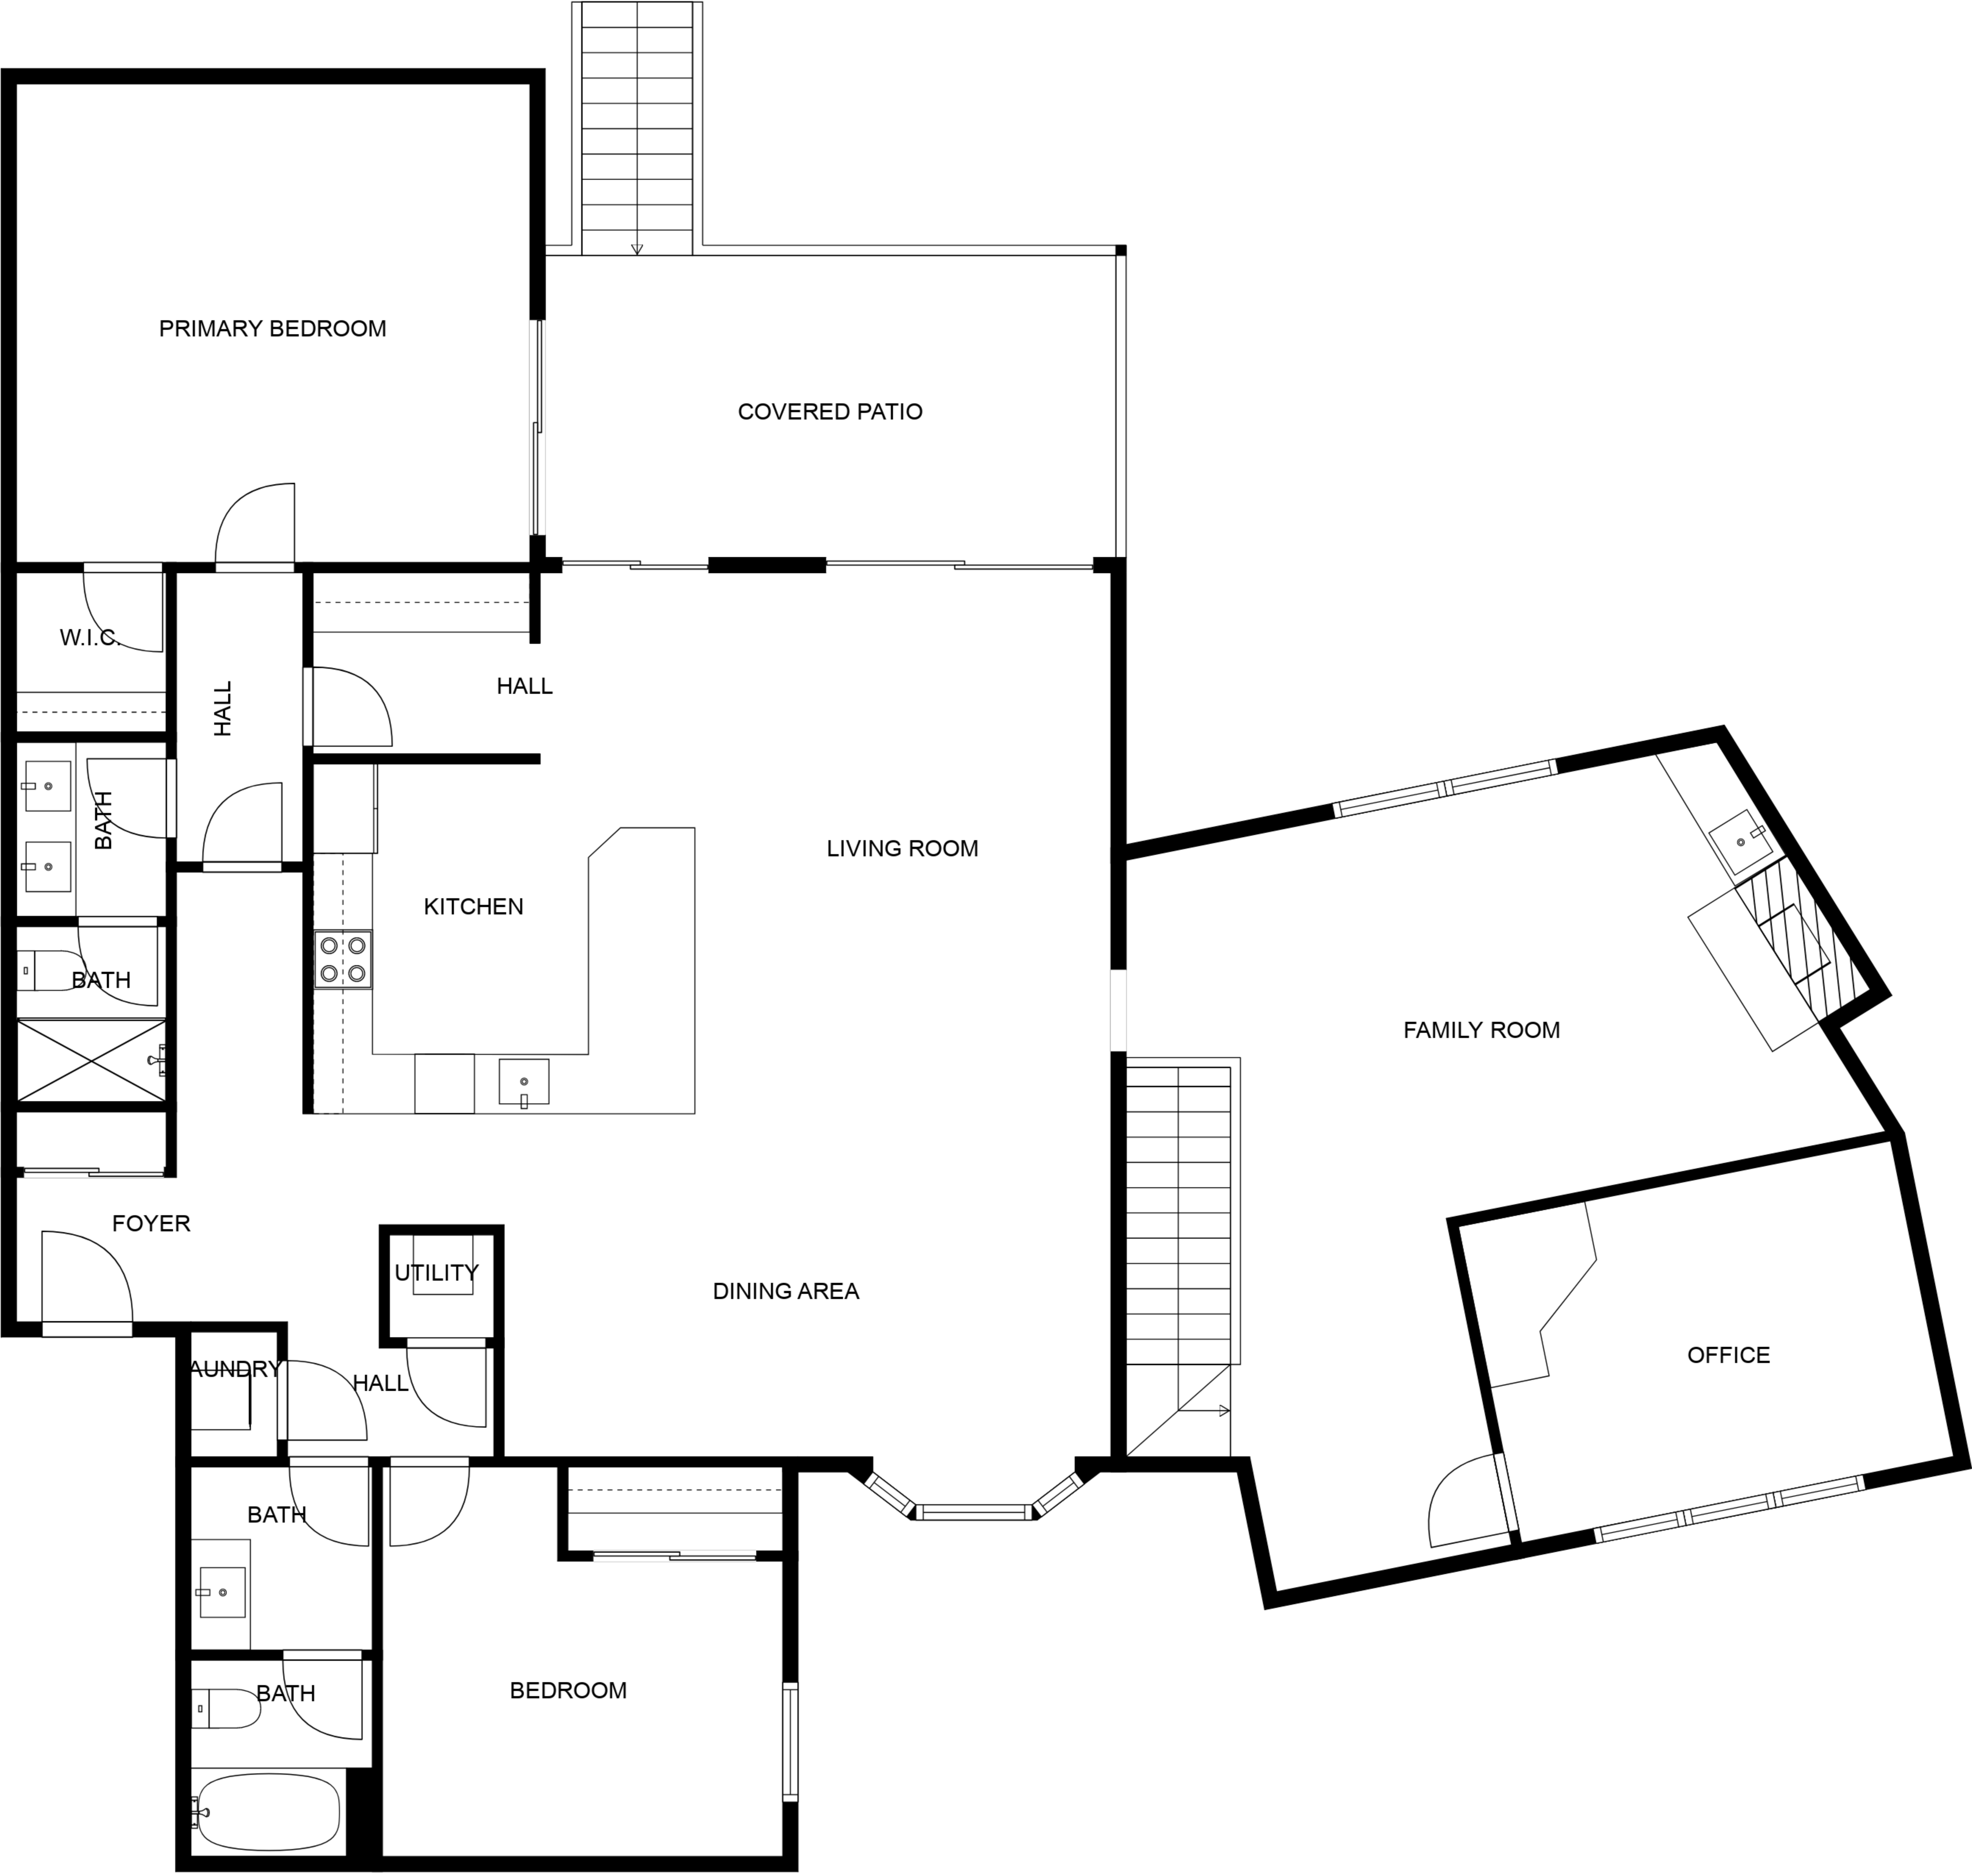 PRIMARY BEDROOM
COVERED PATIO
W.I.C.
HALL
HALL
BATH
LIVING ROOM
KITCHEN
BATH
FAMILY ROOM
FOYER
UTILITY
DINING AREA
OFFICE
AUNDRY
HALL
BATH
BEDROOM
BATH